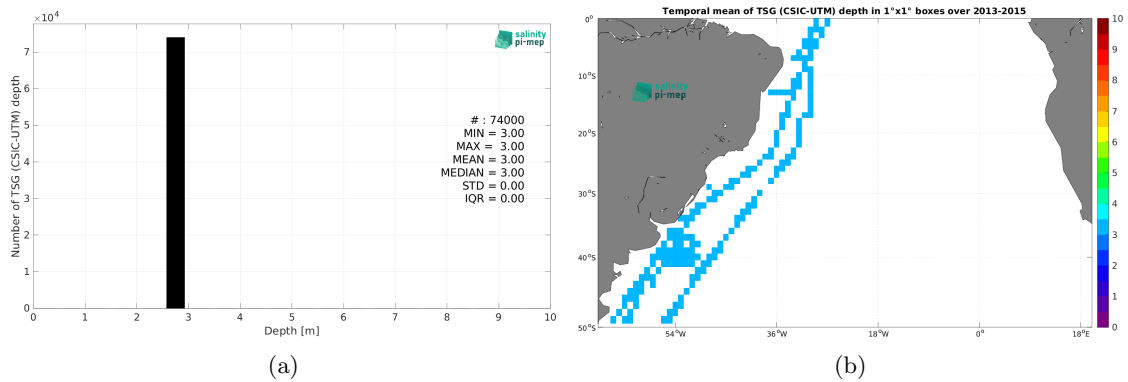 ×10⁴
7
6
5
4
3
2
1
0
Number of TSG (CSIC-UTM) depth
salinity
pi-mep
# : 74000
MIN = 3.00
MAX = 3.00
MEAN = 3.00
MEDIAN = 3.00
STD = 0.00
IQR = 0.00
0 1 2 3 4 5 6 7 8 9 10
Depth [m]
(a)
Temporal mean of TSG (CSIC-UTM) depth in 1°x1° boxes over 2013-2015
0°
10°S
20°S
30°S
40°S
50°S
salinity
pi-mep
54°W 36°W 18°W 0° 18°E
10
9
8
7
6
5
4
3
2
1
0
(b)